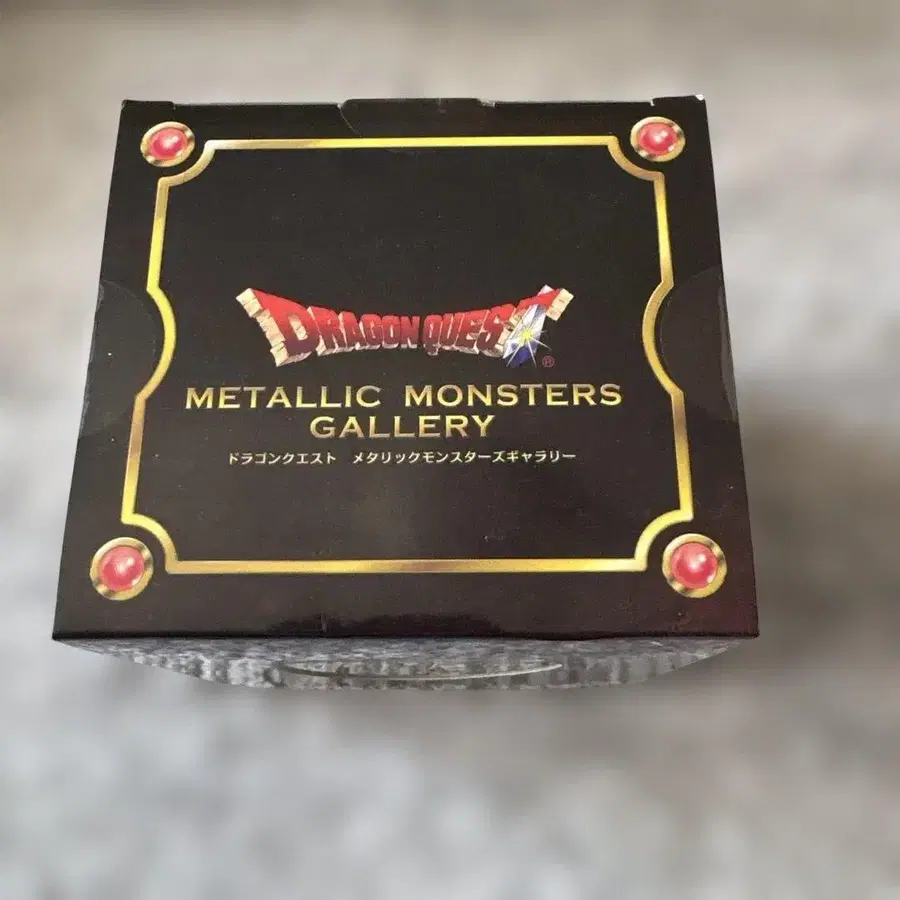 DRAGON QUEST
®
METALLIC MONSTERS
GALLERY
ドラゴンクエスト メタリックモンスターズギャラリー